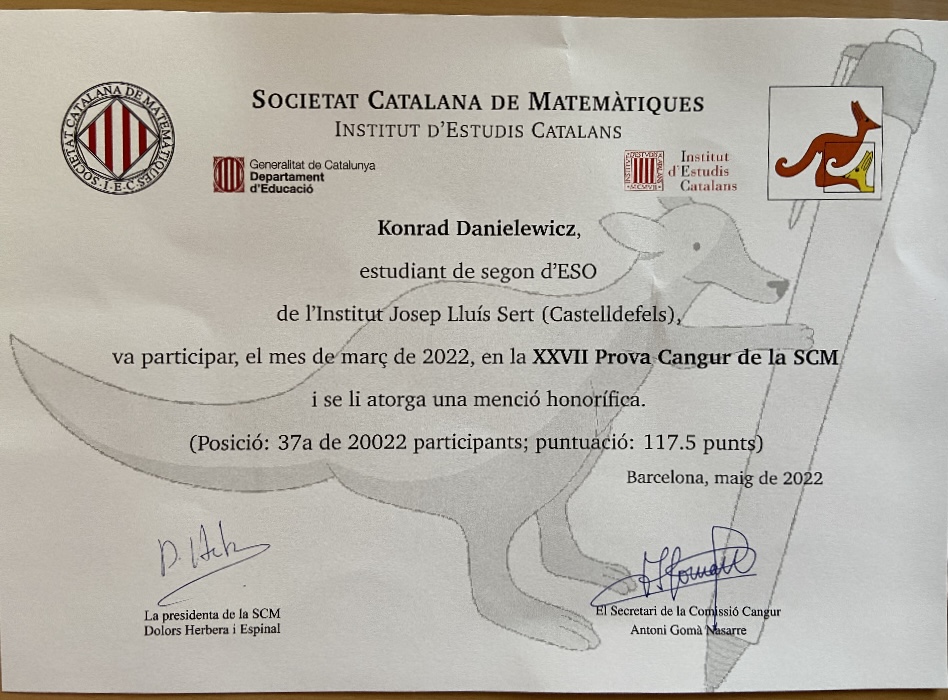 SOCIETAT CATALANA DE MATEMÀTIQUES
INSTITUT D'ESTUDIS CATALANS
SOCIETAT CATALANA DE MATEMÀTIQUES
I.E.C.
Generalitat de Catalunya
Departament
d'Educació
Institut
d'Estudis
Catalans
Konrad Danielewicz,
estudiant de segon d'ESO
de l'Institut Josep Lluís Sert (Castelldefels),
va participar, el mes de març de 2022, en la XXVII Prova Cangur de la SCM
i se li atorga una menció honorífica.
(Posició: 37a de 20022 participants; puntuació: 117.5 punts)
Barcelona, maig de 2022
La presidenta de la SCM
Dolors Herbera i Espinal
El Secretari de la Comissió Cangur
Antoni Gomà Nasarre